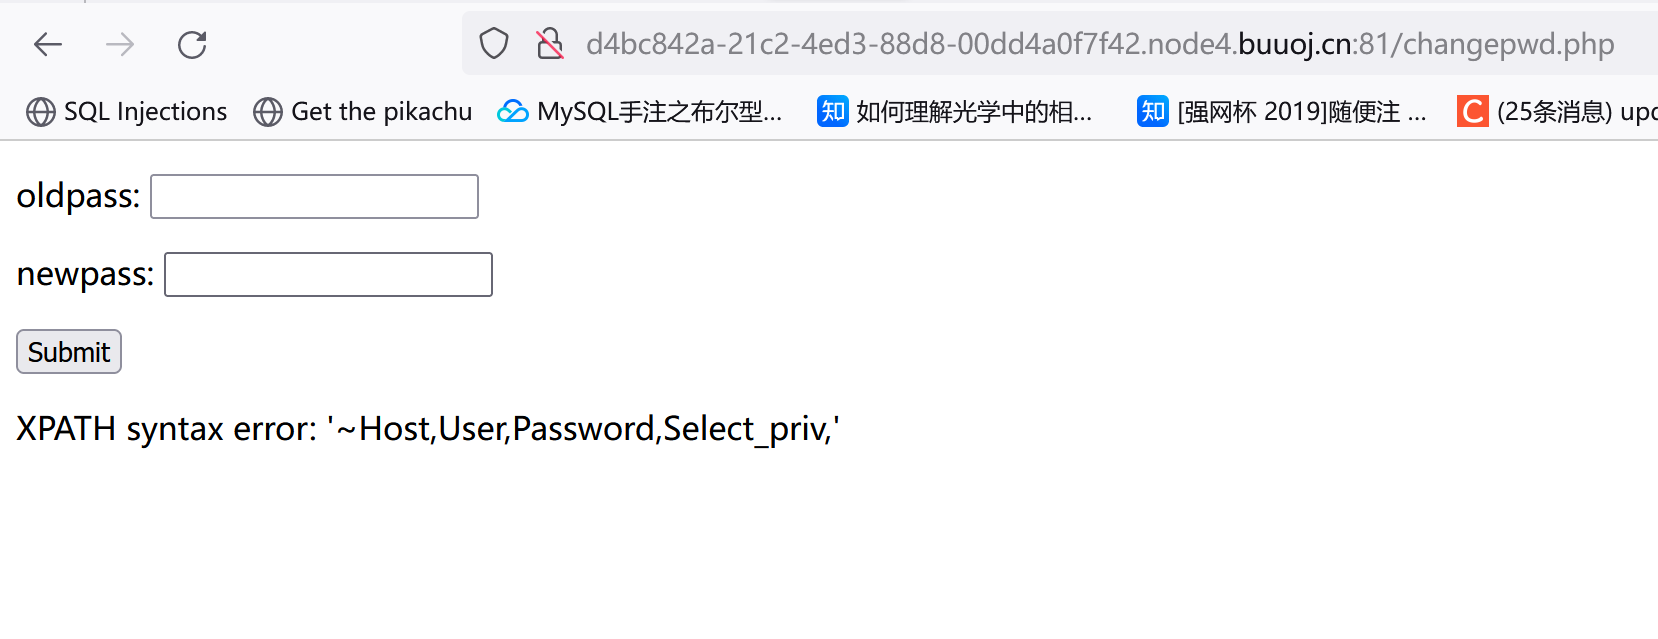 d4bc842a-21c2-4ed3-88d8-00dd4a0f7f42.node4.buuoj.cn:81/changepwd.php
SQL Injections Get the pikachu MySQL手注之布尔型... 知 如何理解光学中的相... 知 [强网杯 2019]随便注 ... C (25条消息)
oldpass:
newpass:
Submit
XPATH syntax error: '~Host,User,Password,Select_priv,'